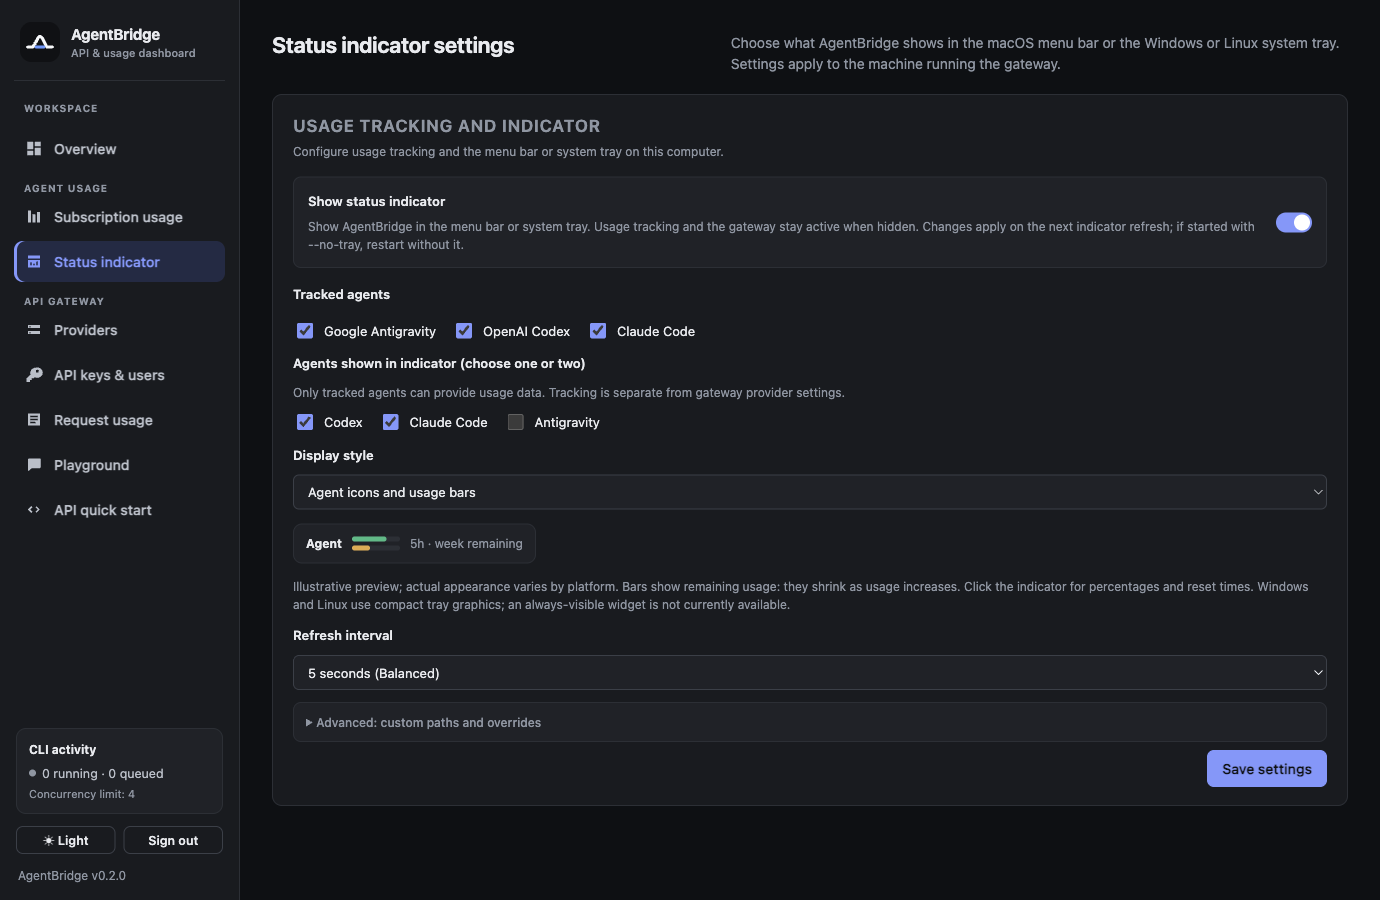 AgentBridge
API & usage dashboard
WORKSPACE
Overview
AGENT USAGE
Subscription usage
Status indicator
API GATEWAY
Providers
API keys & users
Request usage
Playground
API quick start
CLI activity
0 running · 0 queued
Concurrency limit: 4
Light
Sign out
AgentBridge v0.2.0
Status indicator settings
Choose what AgentBridge shows in the macOS menu bar or the Windows or Linux system tray.
Settings apply to the machine running the gateway.
USAGE TRACKING AND INDICATOR
Configure usage tracking and the menu bar or system tray on this computer.
Show status indicator
Show AgentBridge in the menu bar or system tray. Usage tracking and the gateway stay active when hidden. Changes apply on the next indicator refresh; if started with
--no-tray, restart without it.
Tracked agents
Google Antigravity
OpenAI Codex
Claude Code
Agents shown in indicator (choose one or two)
Only tracked agents can provide usage data. Tracking is separate from gateway provider settings.
Codex
Claude Code
Antigravity
Display style
Agent icons and usage bars
Agent
5h · week remaining
Illustrative preview; actual appearance varies by platform. Bars show remaining usage: they shrink as usage increases. Click the indicator for percentages and reset times. Windows
and Linux use compact tray graphics; an always-visible widget is not currently available.
Refresh interval
5 seconds (Balanced)
Advanced: custom paths and overrides
Save settings